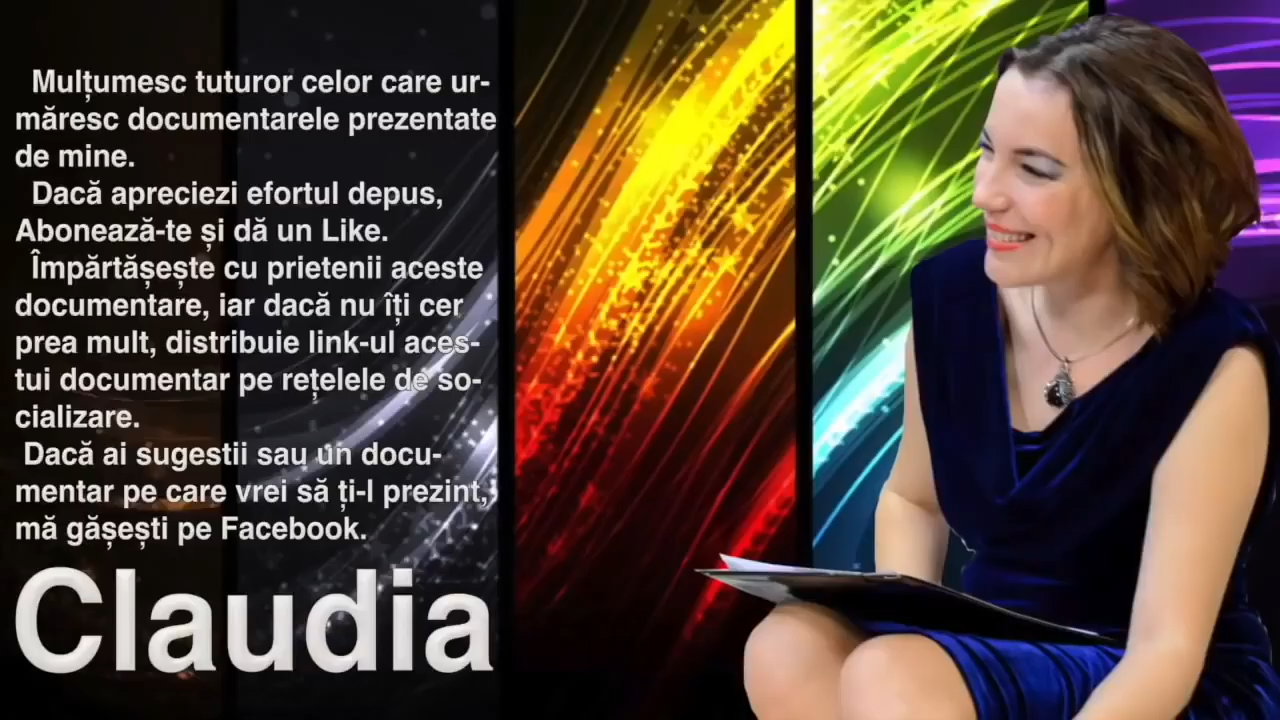 Mulțumesc tuturor celor care ur-
măresc documentarele prezentate
de mine.
Dacă apreciezi efortul depus,
Abonează-te și dă un Like.
Împărtășește cu prietenii aceste
documentare, iar dacă nu îți cer
prea mult, distribuie link-ul aces-
tui documentar pe rețelele de so-
cializare.
Dacă ai sugestii sau un docu-
mentar pe care vrei să ți-l prezint,
mă găsești pe Facebook.
Claudia